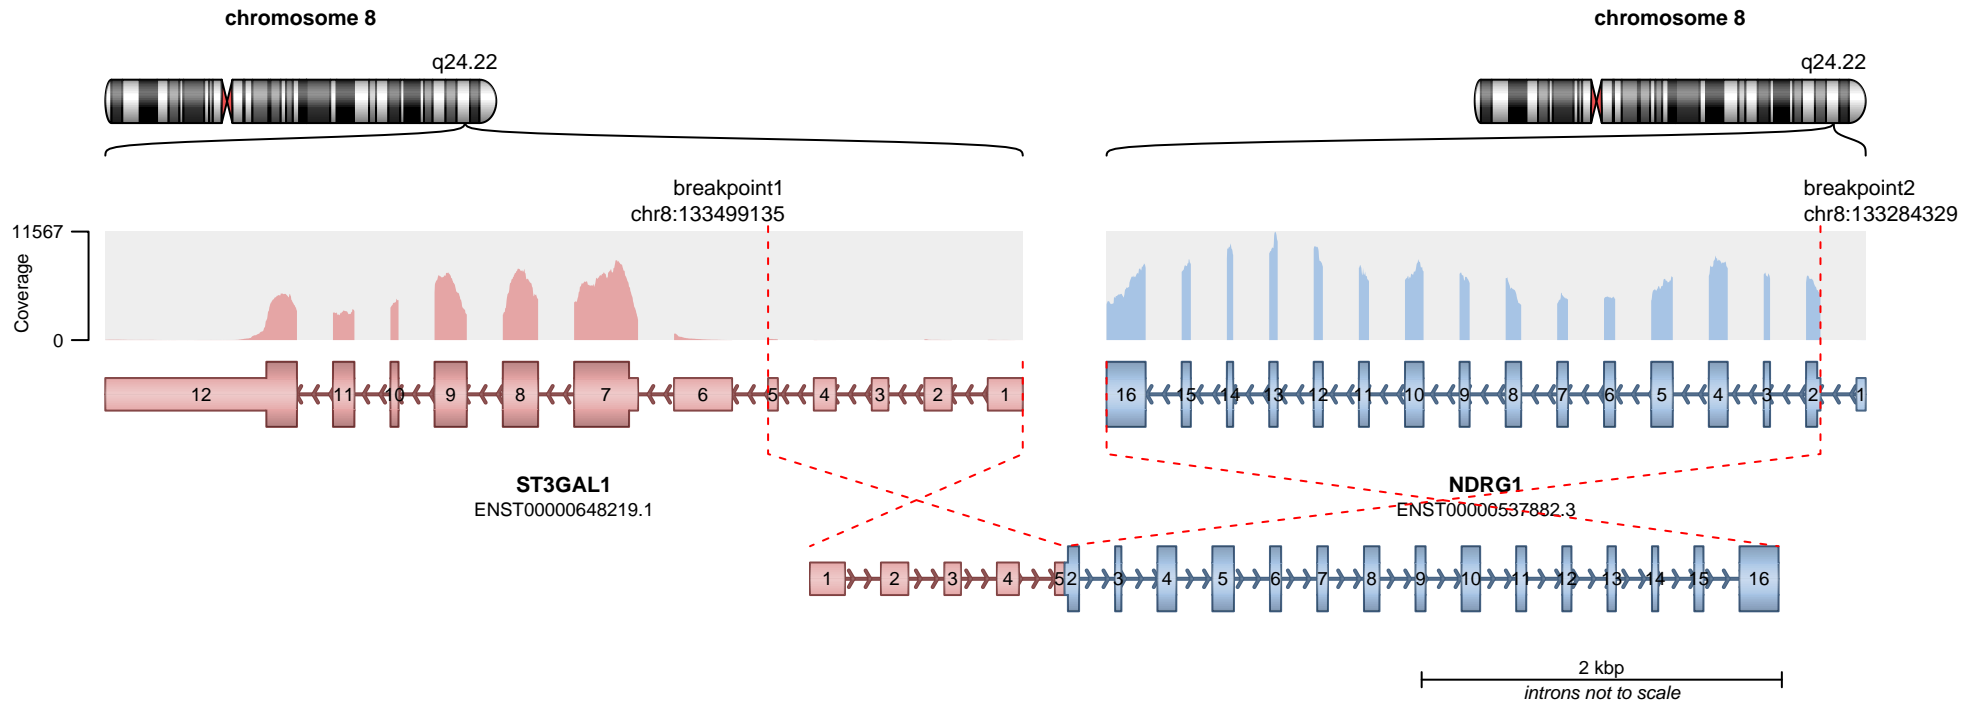 chromosome 8
chromosome 8
q24.22
q24.22
breakpoint1
chr8:133499135
breakpoint2
chr8:133284329
11567
Coverage
0
12 11 10 9 8 7 6 5 4 3 2 1
16 15 14 13 12 11 10 9 8 7 6 5 4 3 2 1
ST3GAL1
ENST00000648219.1
NDRG1
ENST00000537882.3
1 2 3 4 5 2 3 4 5 6 7 8 9 10 11 12 13 14 15 16
2 kbp
introns not to scale